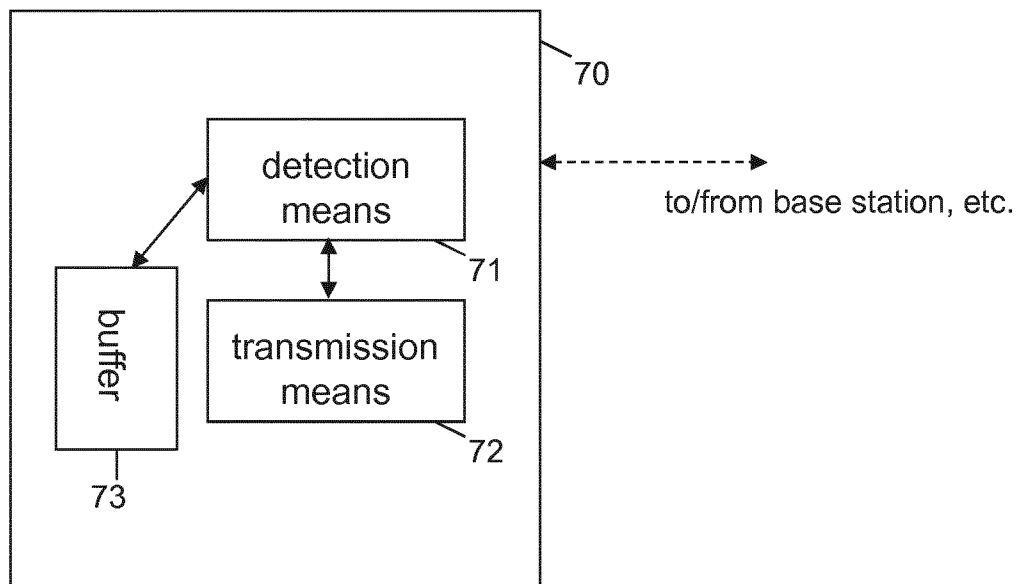 70
detection
means
to/from base station, etc.
71
buffer
transmission
means
72
73